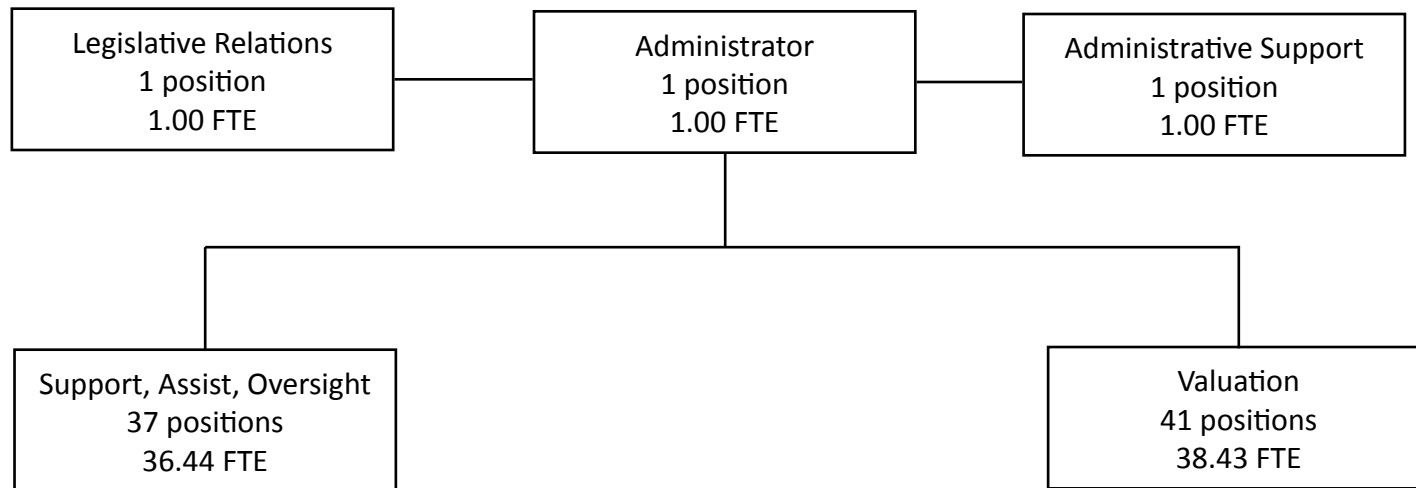 Legislative Relations
1 position
1.00 FTE
Administrator
1 position
1.00 FTE
Administrative Support
1 position
1.00 FTE
Support, Assist, Oversight
37 positions
36.44 FTE
Valuation
41 positions
38.43 FTE